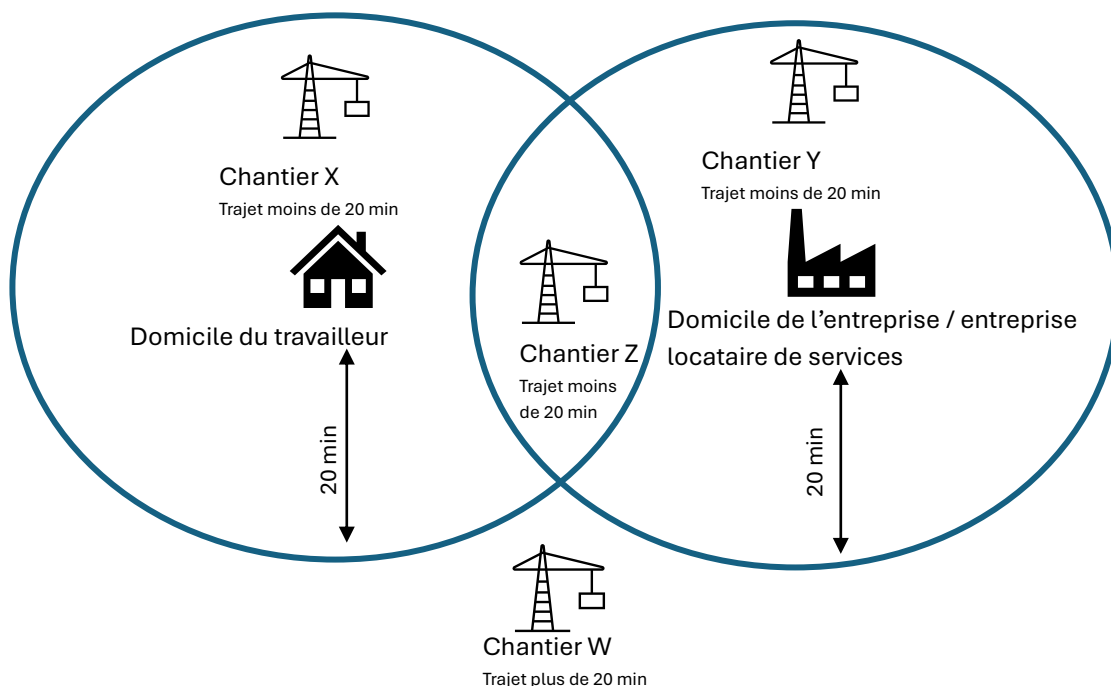 Chantier X
Trajet moins de 20 min
Chantier Y
Trajet moins de 20 min
Domicile du travailleur
Domicile de l’entreprise / entreprise
locataire de services
Chantier Z
Trajet moins
de 20 min
20 min
20 min
Chantier W
Trajet plus de 20 min